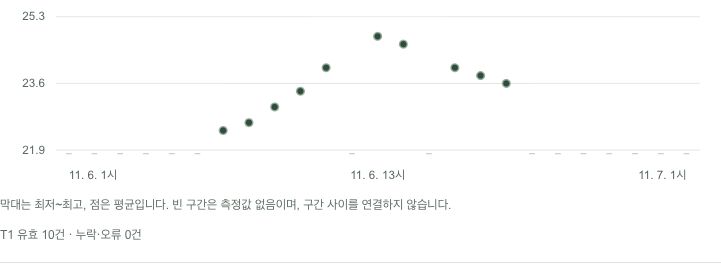 25.3
23.6
21.9
11. 6. 1시 11. 6. 13시 11. 7. 1시
막대는 최저~최고, 점은 평균입니다. 빈 구간은 측정값 없음이며, 구간 사이를 연결하지 않습니다.
T1 유효 10건 · 누락·오류 0건